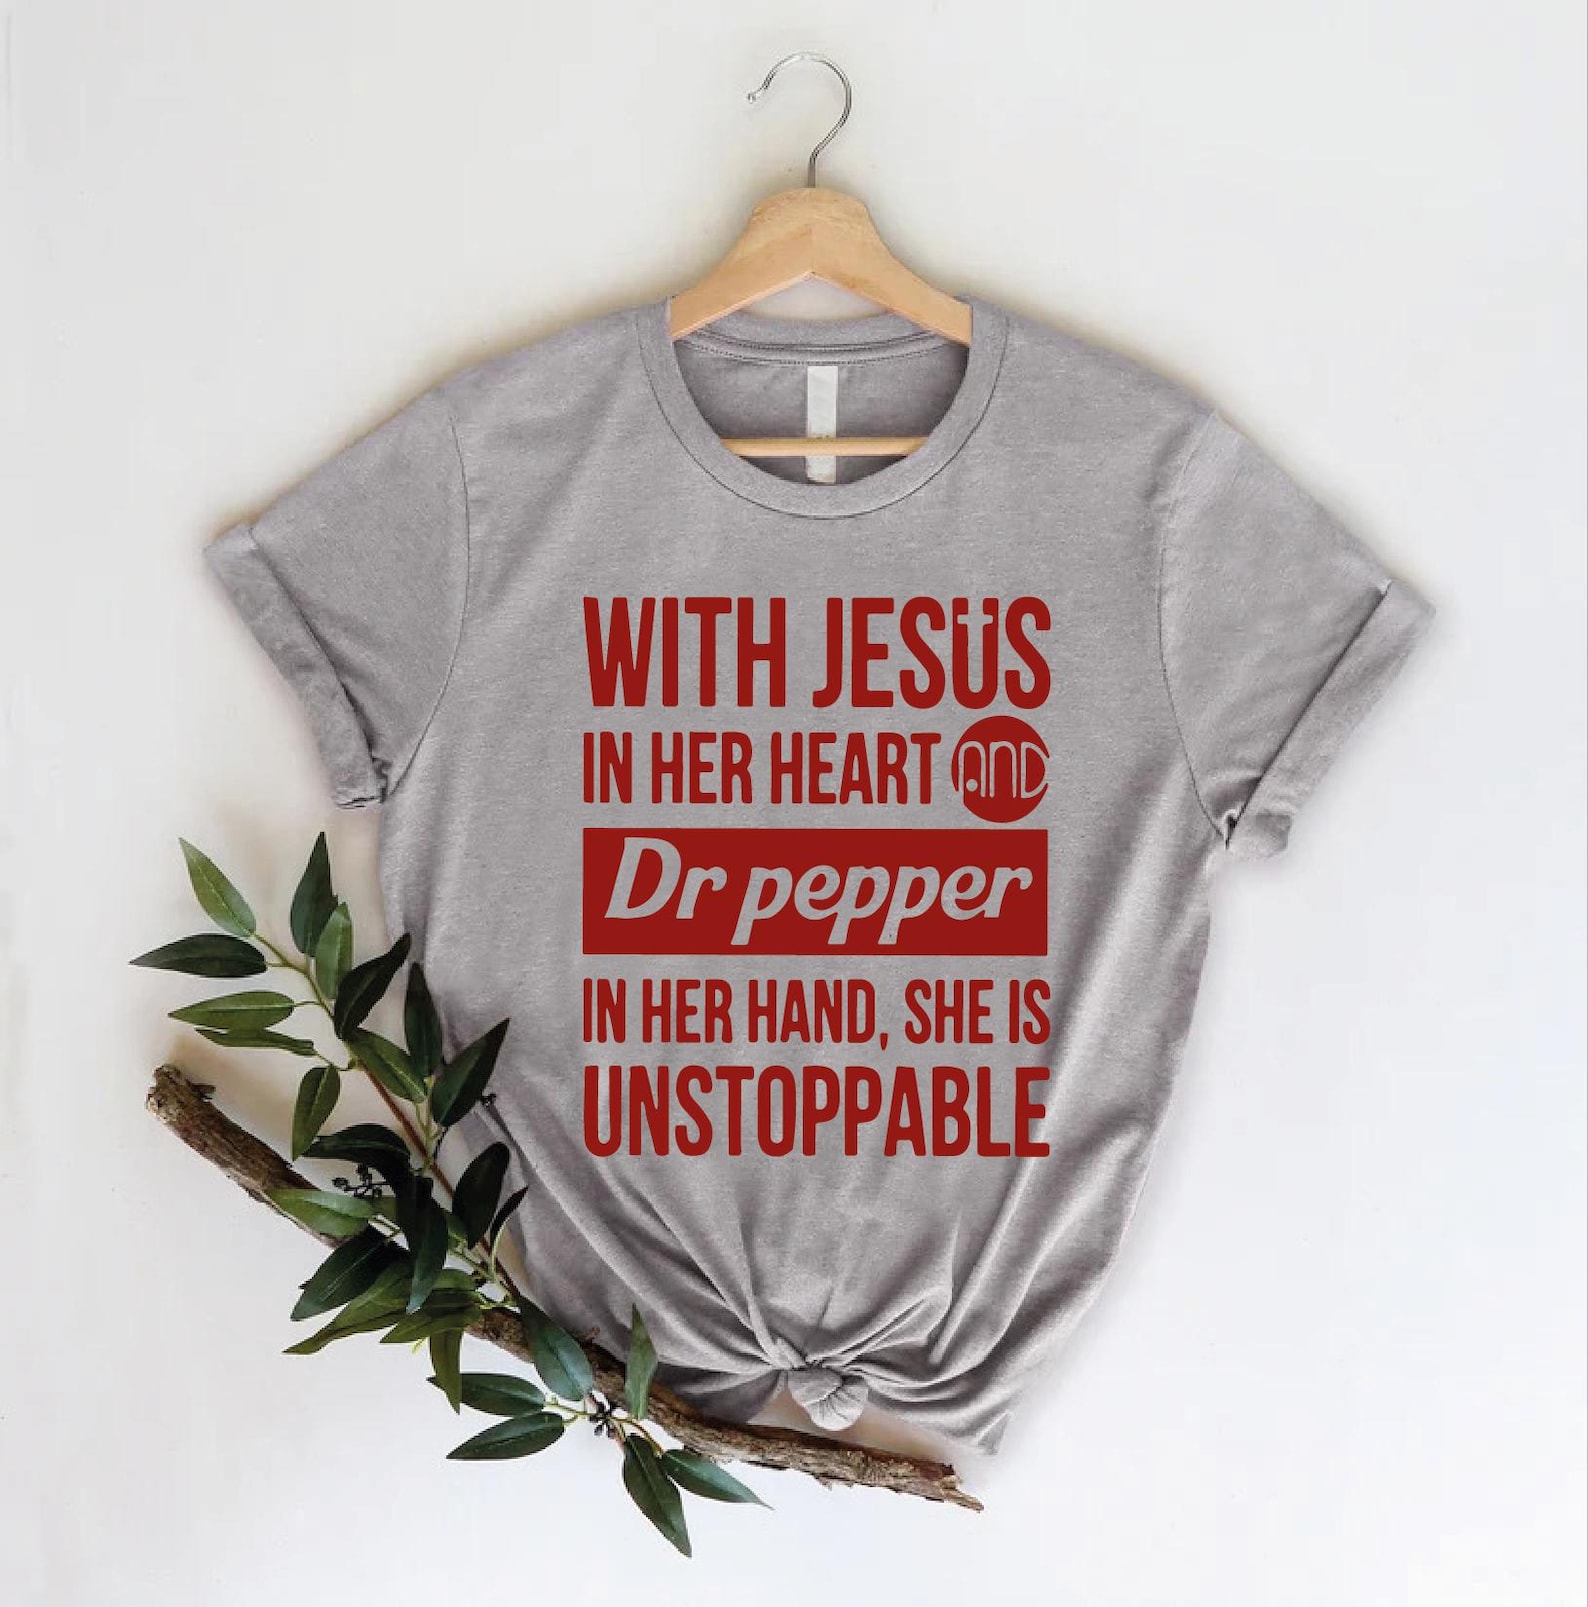 WITH JESUS
IN HER HEART AND
Dr pepper
IN HER HAND, SHE IS
UNSTOPPABLE